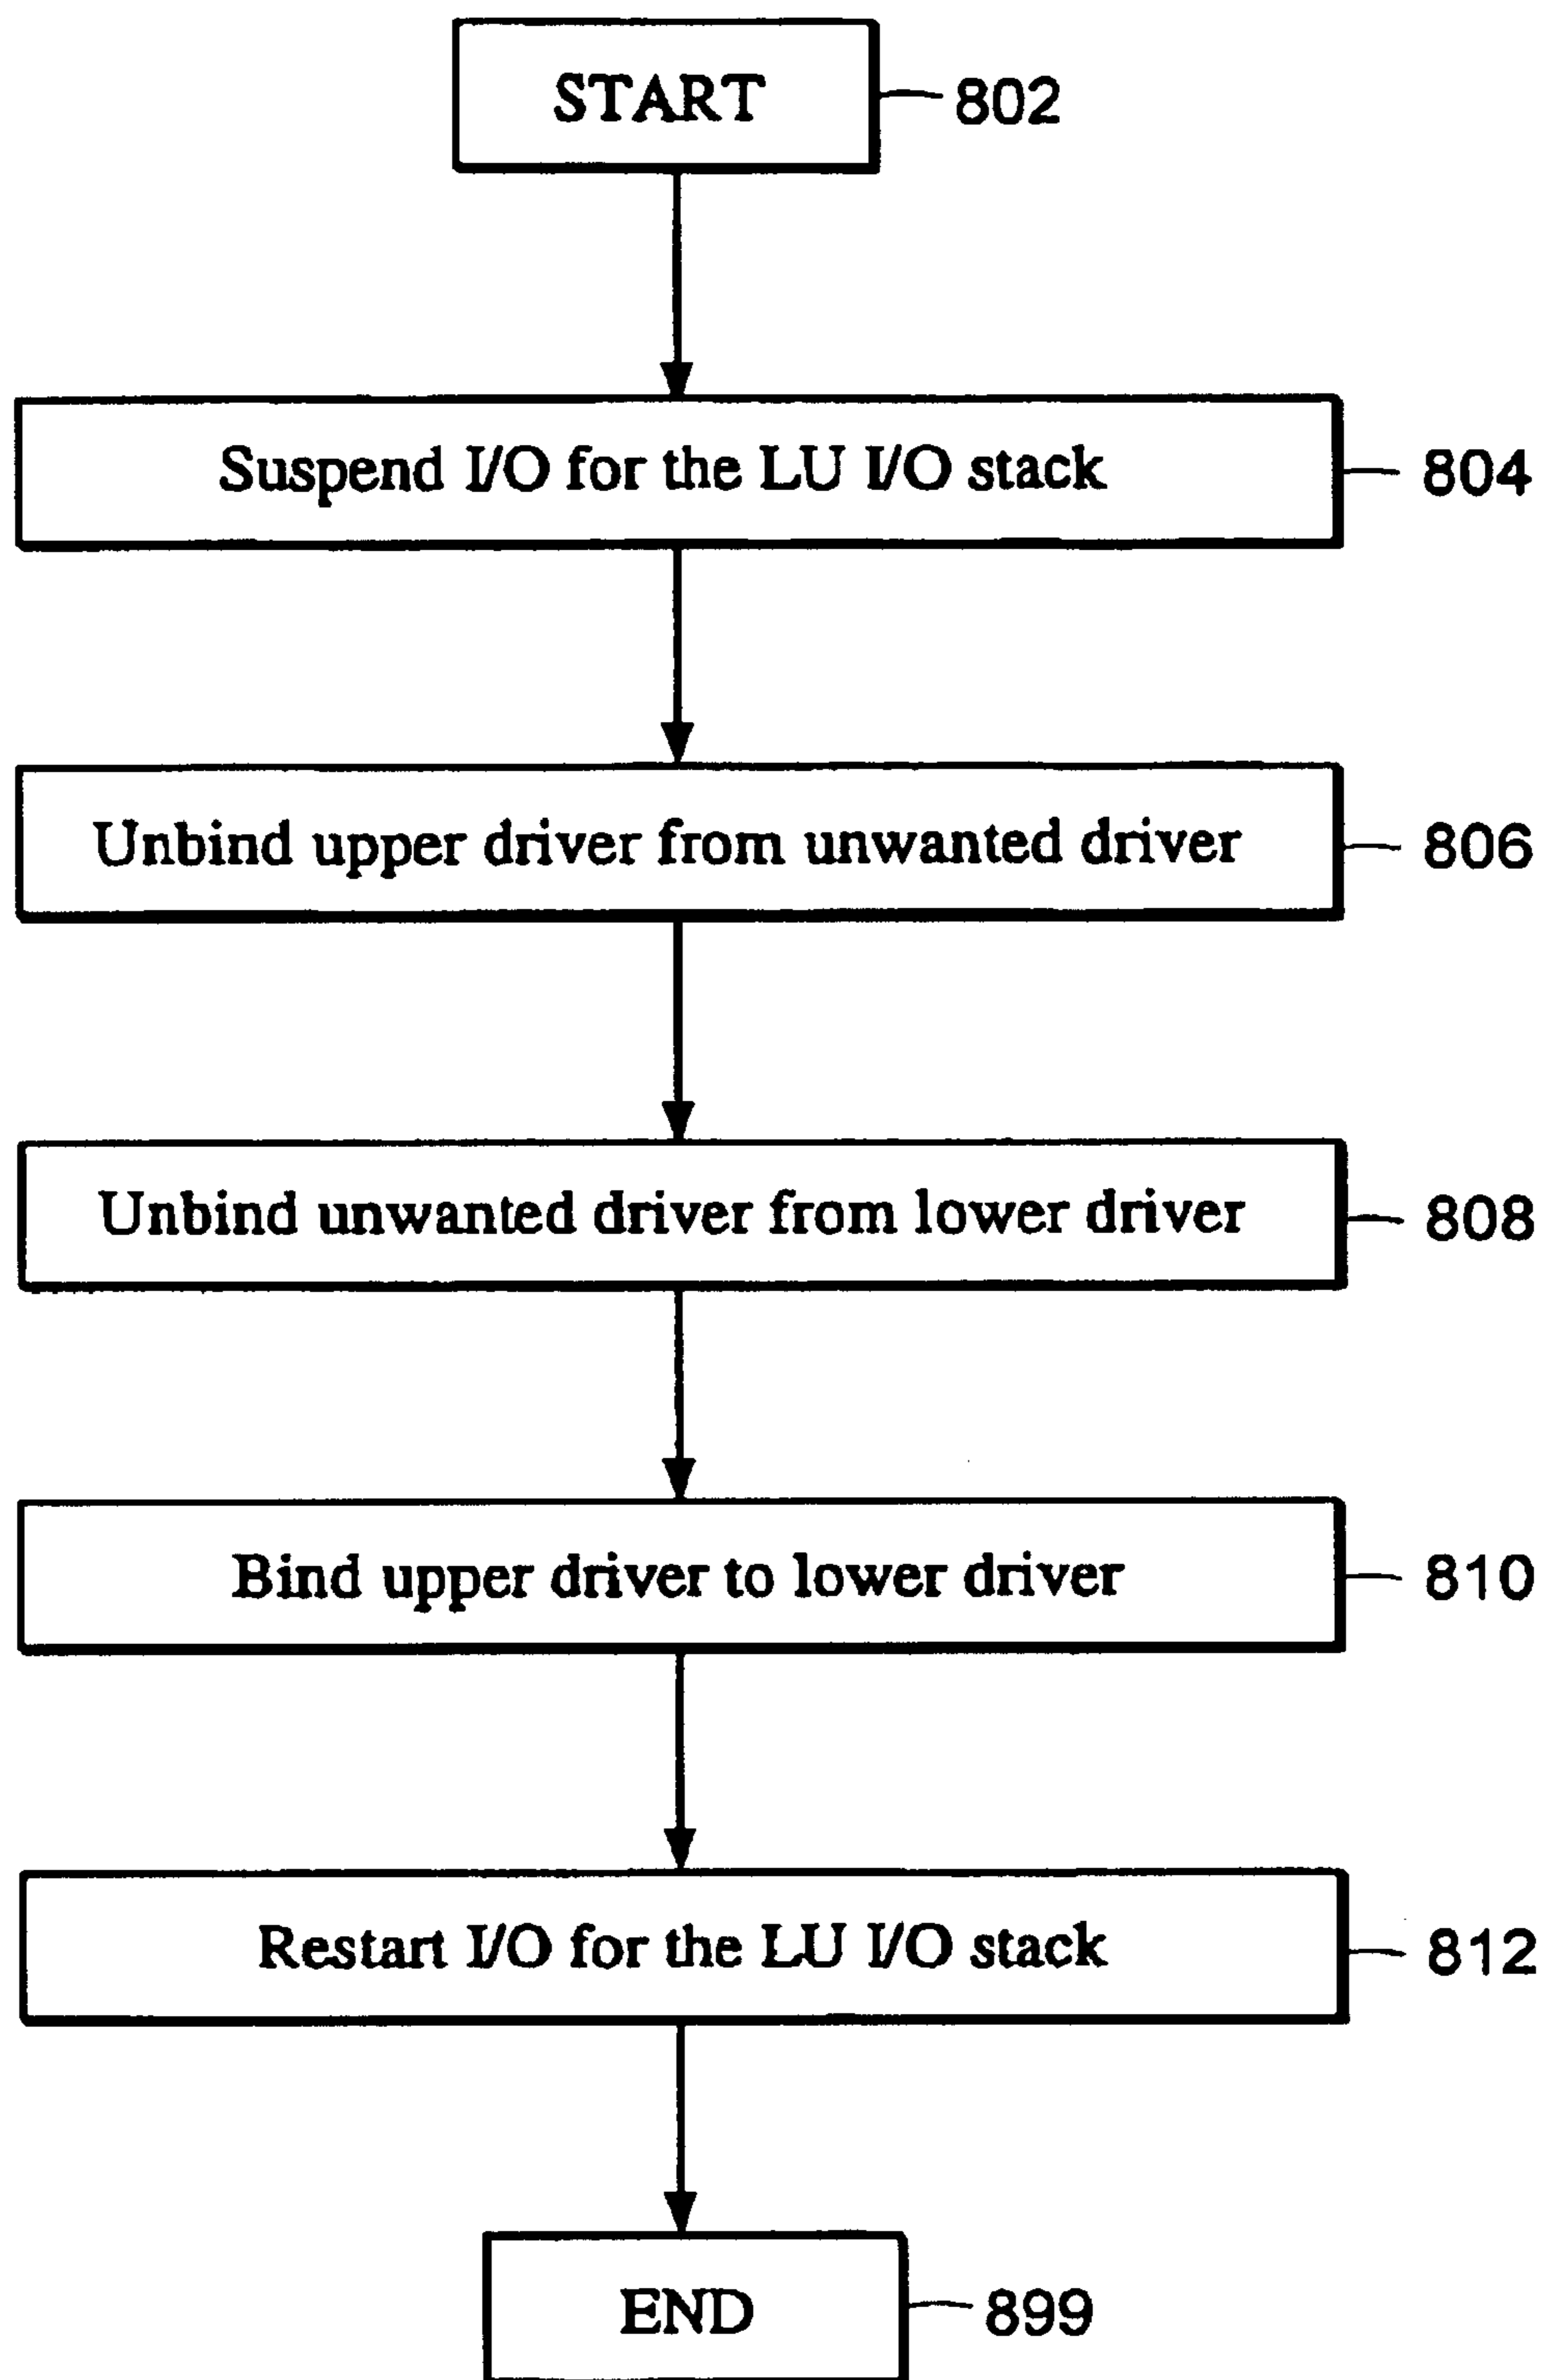 START 802
Suspend I/O for the LU I/O stack 804
Unbind upper driver from unwanted driver 806
Unbind unwanted driver from lower driver 808
Bind upper driver to lower driver 810
Restart I/O for the LU I/O stack 812
END 899